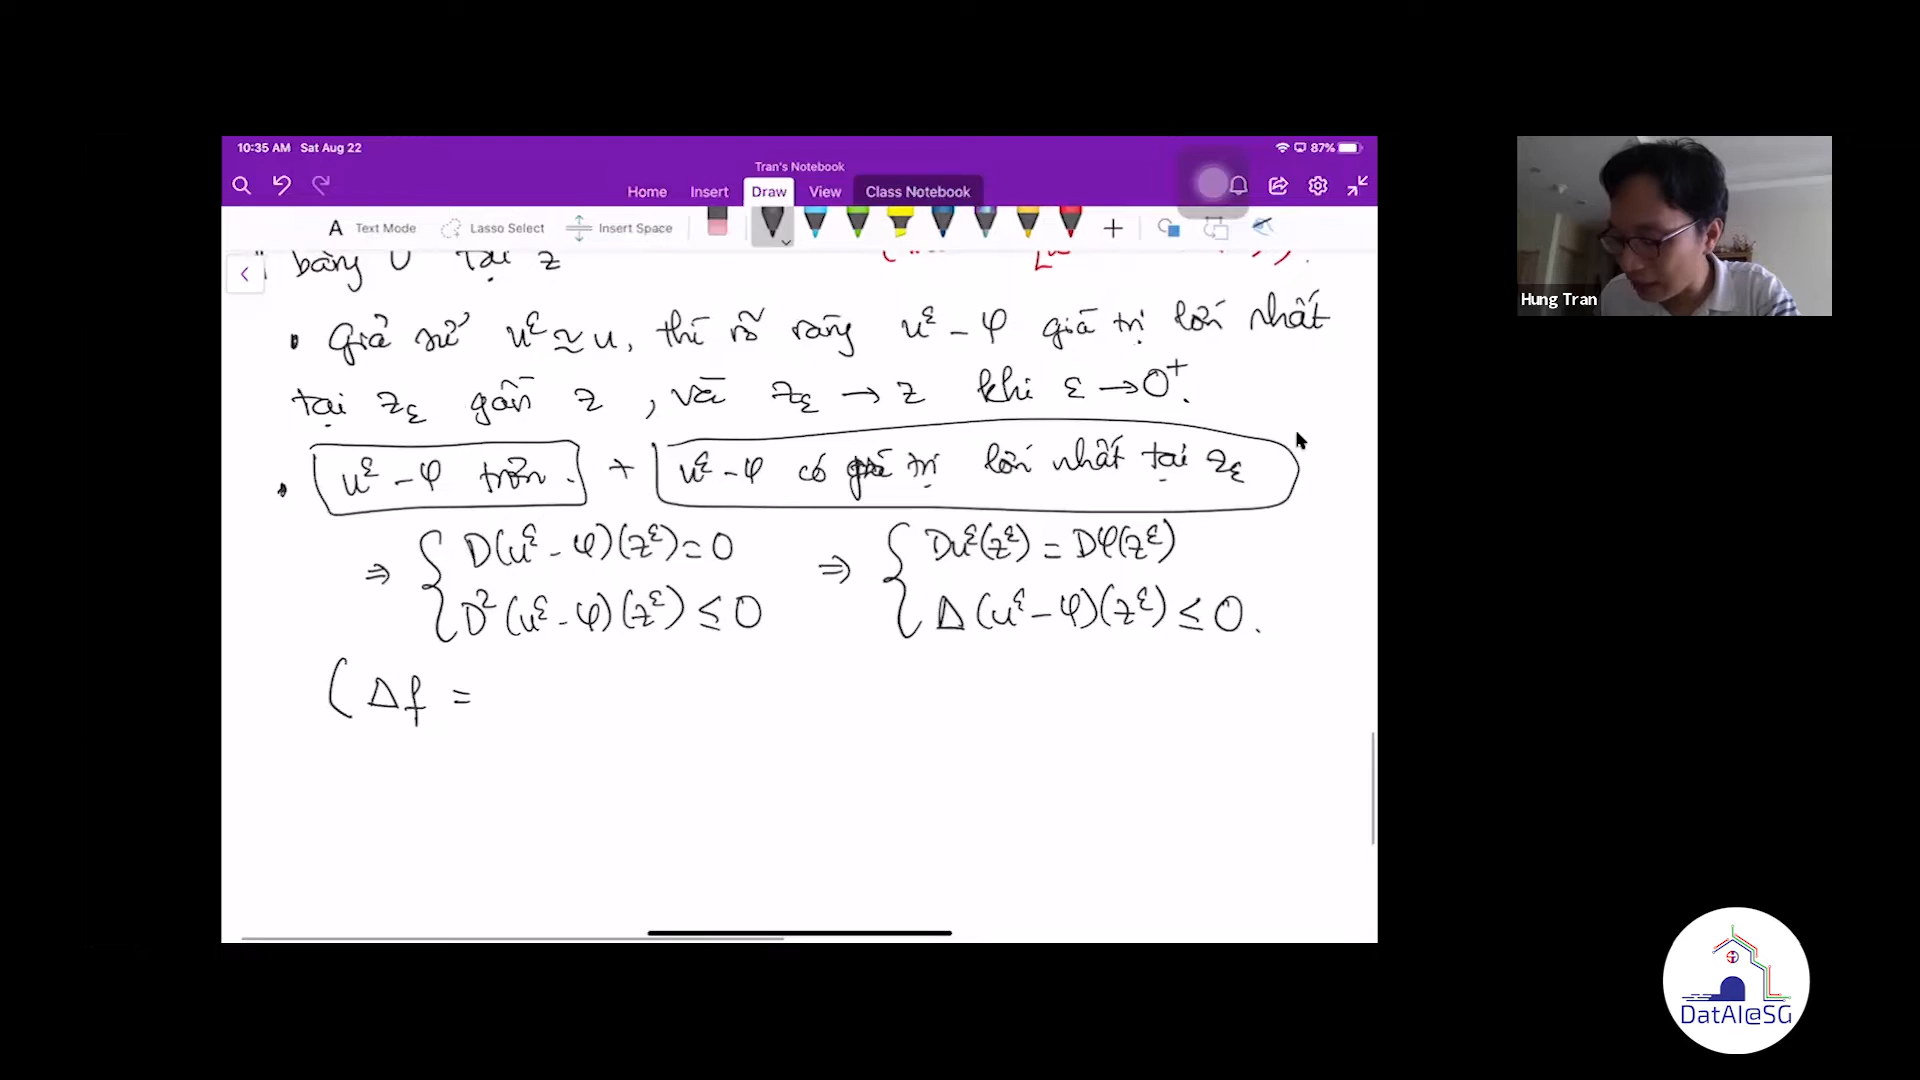 10:35 AM Sat Aug 22
87%
Tran's Notebook
Home Insert Draw View Class Notebook
A Text Mode Lasso Select Insert Space
bằng 0 tại z
• Giả sử u^ε ≈ u, thì rõ ràng u^ε - φ giá trị lớn nhất
tại z_ε gần z, và z_ε → z khi ε → 0⁺.
• u^ε - φ trơn. + u^ε - φ có giá trị lớn nhất tại z_ε
⇒ { D(u^ε - φ)(z^ε) = 0 ⇒ { Du^ε(z^ε) = Dφ(z^ε)
D²(u^ε - φ)(z^ε) ≤ 0 Δ(u^ε - φ)(z^ε) ≤ 0.
(Δf =
Hung Tran
DatAI@SG